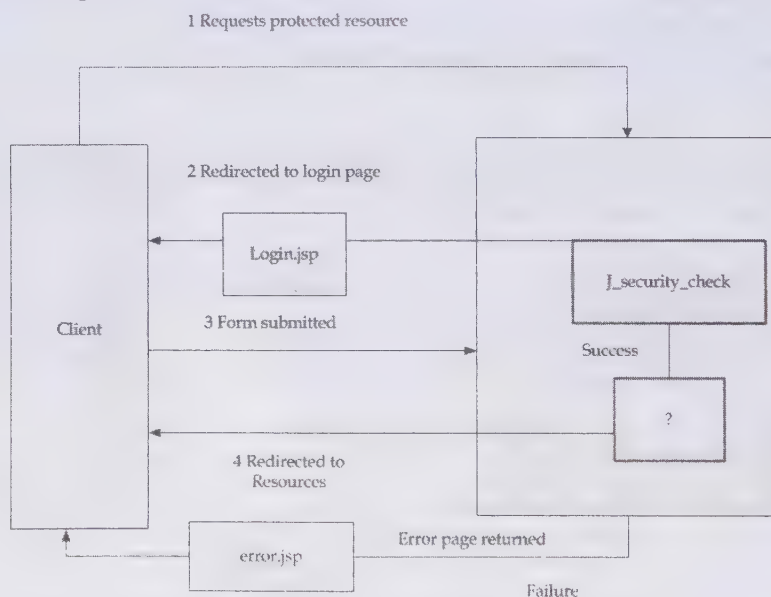 1 Requests protected resource
2 Redirected to login page
Login.jsp
J_security_check
Client
3 Form submitted
Success
?
4 Redirected to
Resources
error.jsp
Error page returned
Failure